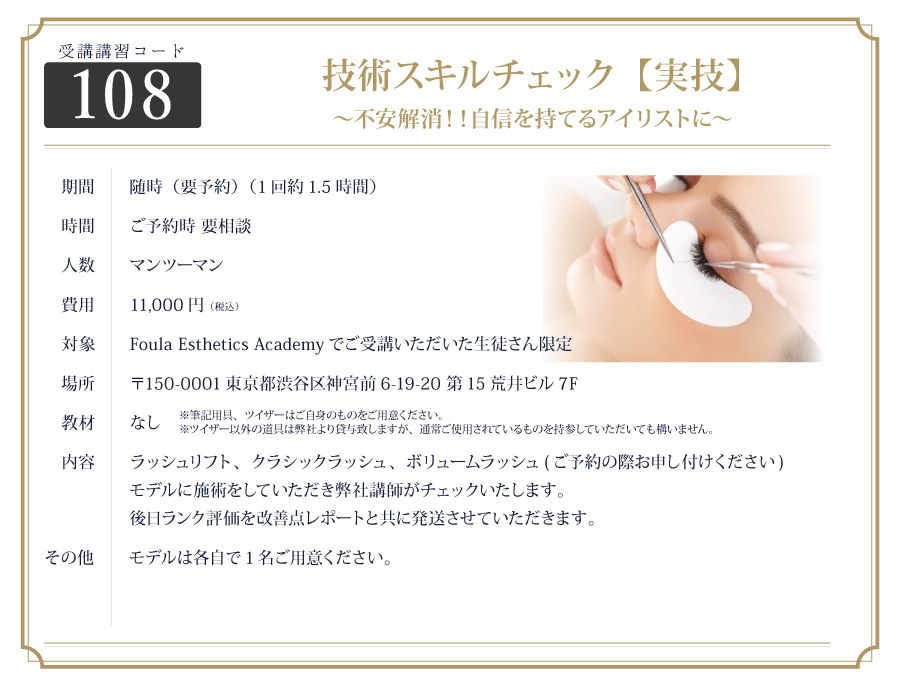 受講講習コード
108
技術スキルチェック【実技】
～不安解消！！自信を持てるアイリストに～
期間 随時（要予約）（1回約1.5時間）
時間 ご予約時 要相談
人数 マンツーマン
費用 11,000円（税込）
対象 Foula Esthetics Academyでご受講いただいた生徒さん限定
場所 〒150-0001 東京都渋谷区神宮前 6-19-20 第15荒井ビル 7F
教材 なし ※筆記用具、ツイザーはご自身のものをご用意ください。
※ツイザー以外の道具は弊社より貸与致しますが、通常ご使用されているものを持参していただいても構いません。
内容 ラッシュリフト、クラシックラッシュ、ボリュームラッシュ(ご予約の際お申し付けください)
モデルに施術をしていただき弊社講師がチェックいたします。
後日ランク評価を改善点レポートと共に発送させていただきます。
その他 モデルは各自で1名ご用意ください。